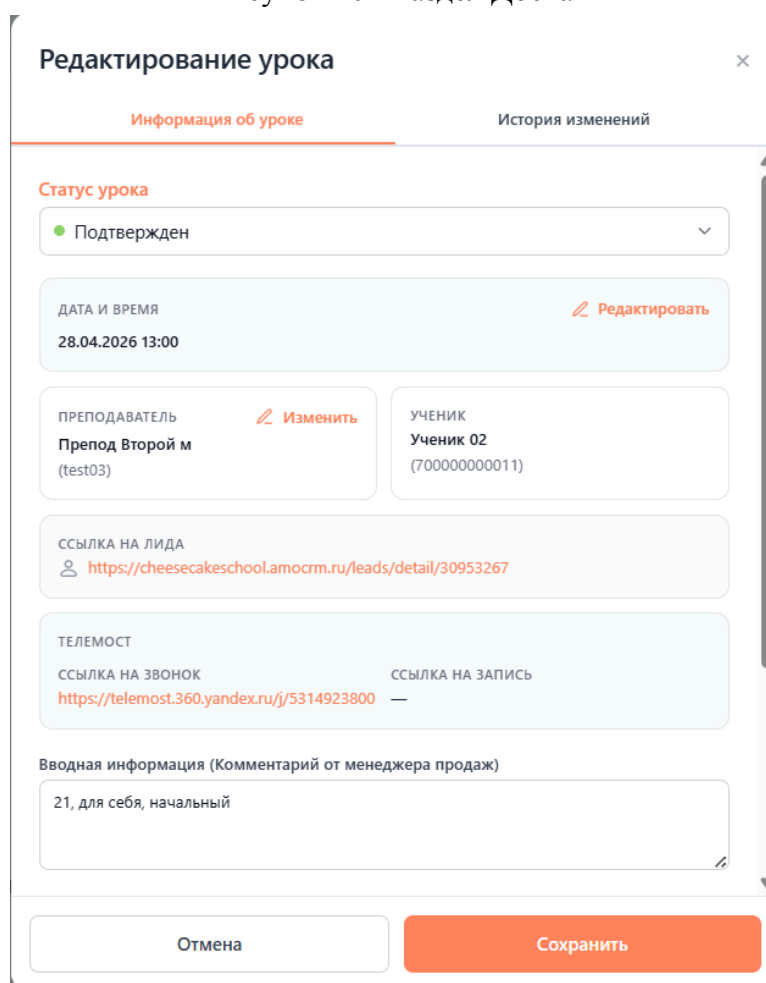 Редактирование урока
Информация об уроке
История изменений
Статус урока
Подтвержден
ДАТА И ВРЕМЯ
Редактировать
28.04.2026 13:00
ПРЕПОДАВАТЕЛЬ
Изменить
Препод Второй м
(test03)
УЧЕНИК
Ученик 02
(700000000011)
ССЫЛКА НА ЛИДА
https://cheesecakeschool.amocrm.ru/leads/detail/30953267
ТЕЛЕМОСТ
ССЫЛКА НА ЗВОНОК
https://telemost.360.yandex.ru/j/5314923800
ССЫЛКА НА ЗАПИСЬ
—
Вводная информация (Комментарий от менеджера продаж)
21, для себя, начальный
Отмена
Сохранить